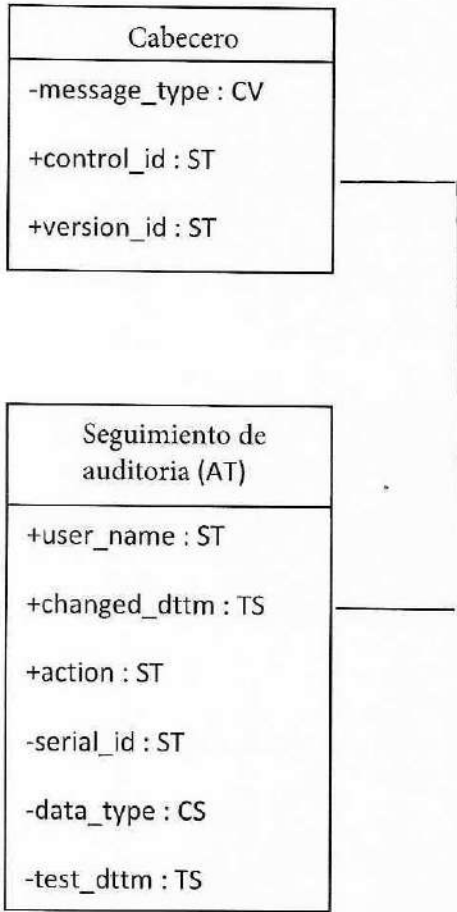 Cabecero
-message_type : CV
+control_id : ST
+version_id : ST
Seguimiento de
auditoria (AT)
+user_name : ST
+changed_dttm : TS
+action : ST
-serial_id : ST
-data_type : CS
-test_dttm : TS